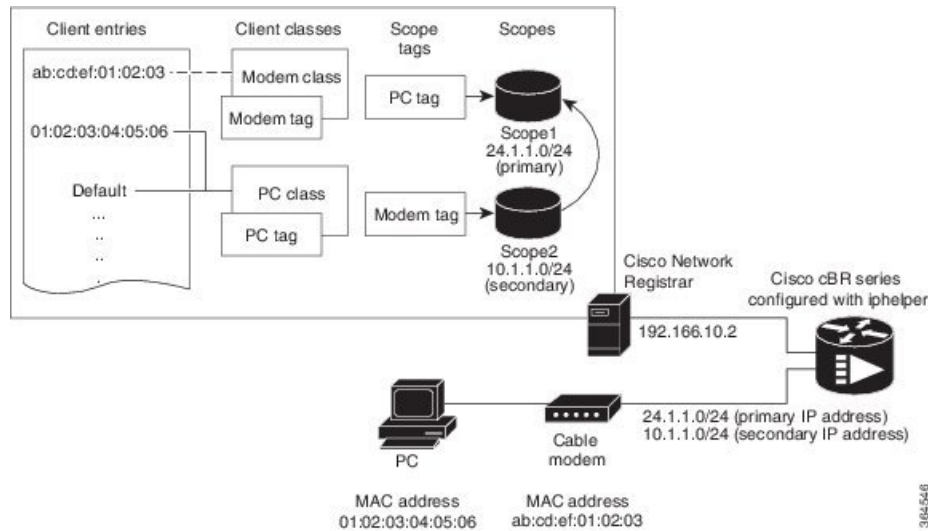 Client entries
Client classes
Scope
tags
Scopes
ab:cd:ef:01:02:03
Modem class
Modem tag
PC tag
Scope1
24.1.1.0/24
(primary)
01:02:03:04:05:06
Default
...
..
..
.
PC class
PC tag
Modem tag
Scope2
10.1.1.0/24
(secondary)
Cisco Network
Registrar
192.166.10.2
Cisco cBR series
configured with iphelper
24.1.1.0/24 (primary IP address)
10.1.1.0/24 (secondary IP address)
PC
Cable
modem
MAC address
01:02:03:04:05:06
MAC address
ab:cd:ef:01:02:03
364546